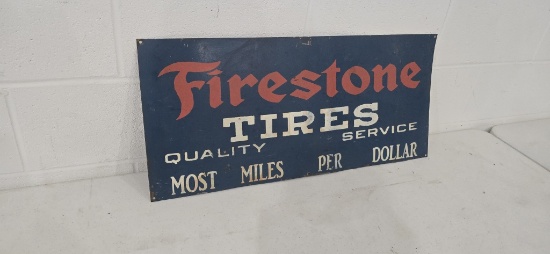 Firestone
TIRES
QUALITY SERVICE
MOST MILES PER DOLLAR